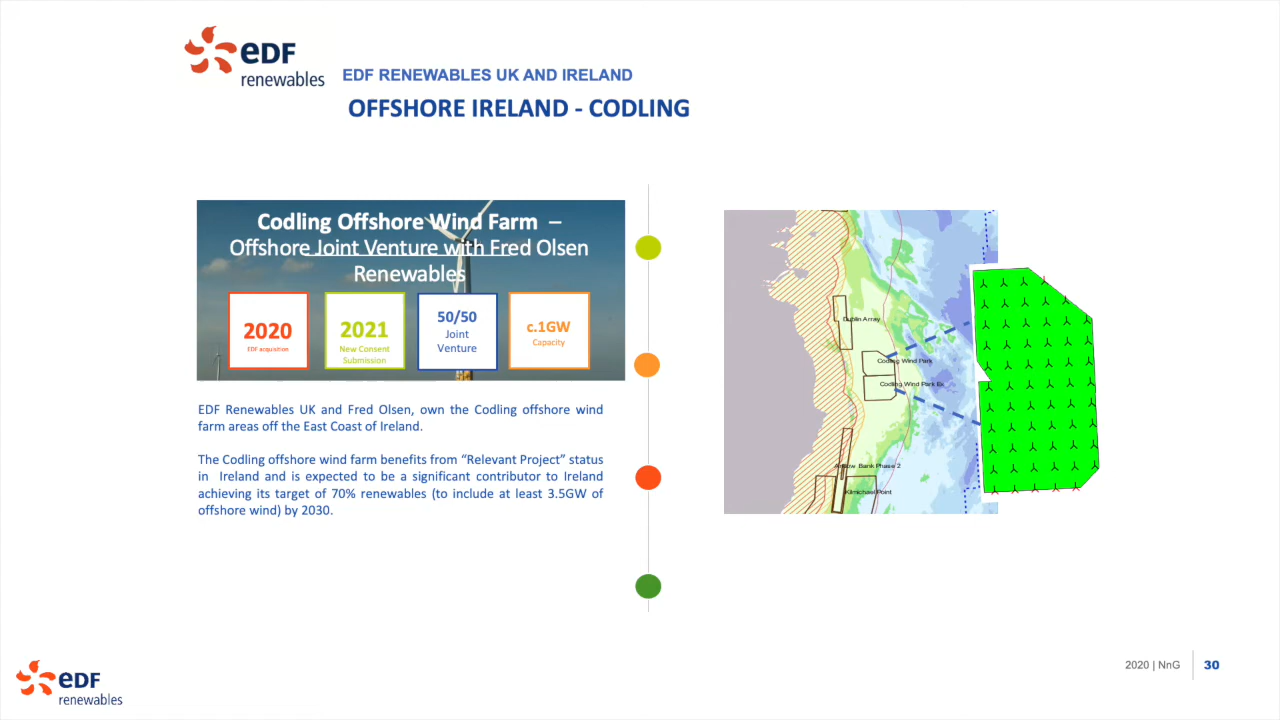 edf
renewables
EDF RENEWABLES UK AND IRELAND
OFFSHORE IRELAND - CODLING
Codling Offshore Wind Farm –
Offshore Joint Venture with Fred Olsen
Renewables
2020
EDF acquisition
2021
New Consent
Submission
50/50
Joint
Venture
c.1GW
Capacity
EDF Renewables UK and Fred Olsen, own the Codling offshore wind
farm areas off the East Coast of Ireland.
The Codling offshore wind farm benefits from “Relevant Project” status
in Ireland and is expected to be a significant contributor to Ireland
achieving its target of 70% renewables (to include at least 3.5GW of
offshore wind) by 2030.
Dublin Array
Codling Wind Park
Codling Wind Park Ex
Arklow Bank Phase 2
Kilmichael Point
edf
renewables
2020 | NnG
30